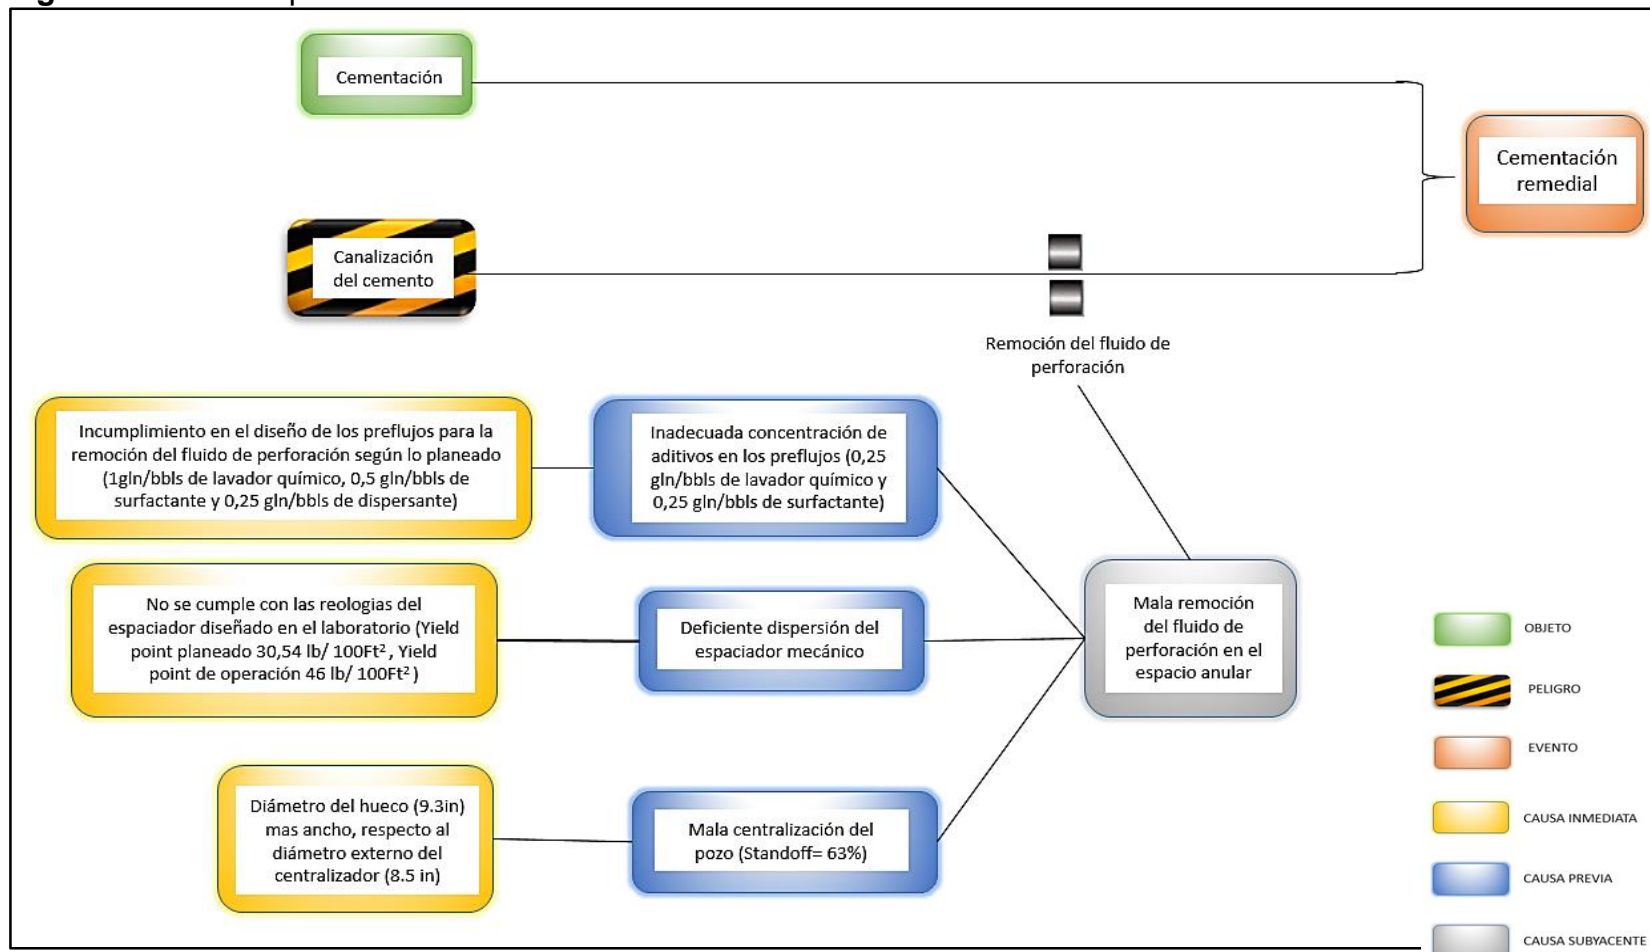 Cementación
Cementación
remedial
Canalización
del cemento
Remoción del fluido de
perforación
Incumplimiento en el diseño de los preflujos para la
remoción del fluido de perforación según lo planeado
(1gln/bbls de lavador químico, 0,5 gln/bbls de
surfactante y 0,25 gln/bbls de dispersante)
Inadecuada concentración de
aditivos en los preflujos (0,25
gln/bbls de lavador químico y
0,25 gln/bbls de surfactante)
No se cumple con las reologias del
espaciador diseñado en el laboratorio (Yield
point planeado 30,54 lb/ 100Ft² , Yield
point de operación 46 lb/ 100Ft² )
Deficiente dispersión del
espaciador mecánico
Mala remoción
del fluido de
perforación en el
espacio anular
Diámetro del hueco (9.3in)
mas ancho, respecto al
diámetro externo del
centralizador (8.5 in)
Mala centralización del
pozo (Standoff= 63%)
OBJETO
PELIGRO
EVENTO
CAUSA INMEDIATA
CAUSA PREVIA
CAUSA SUBYACENTE